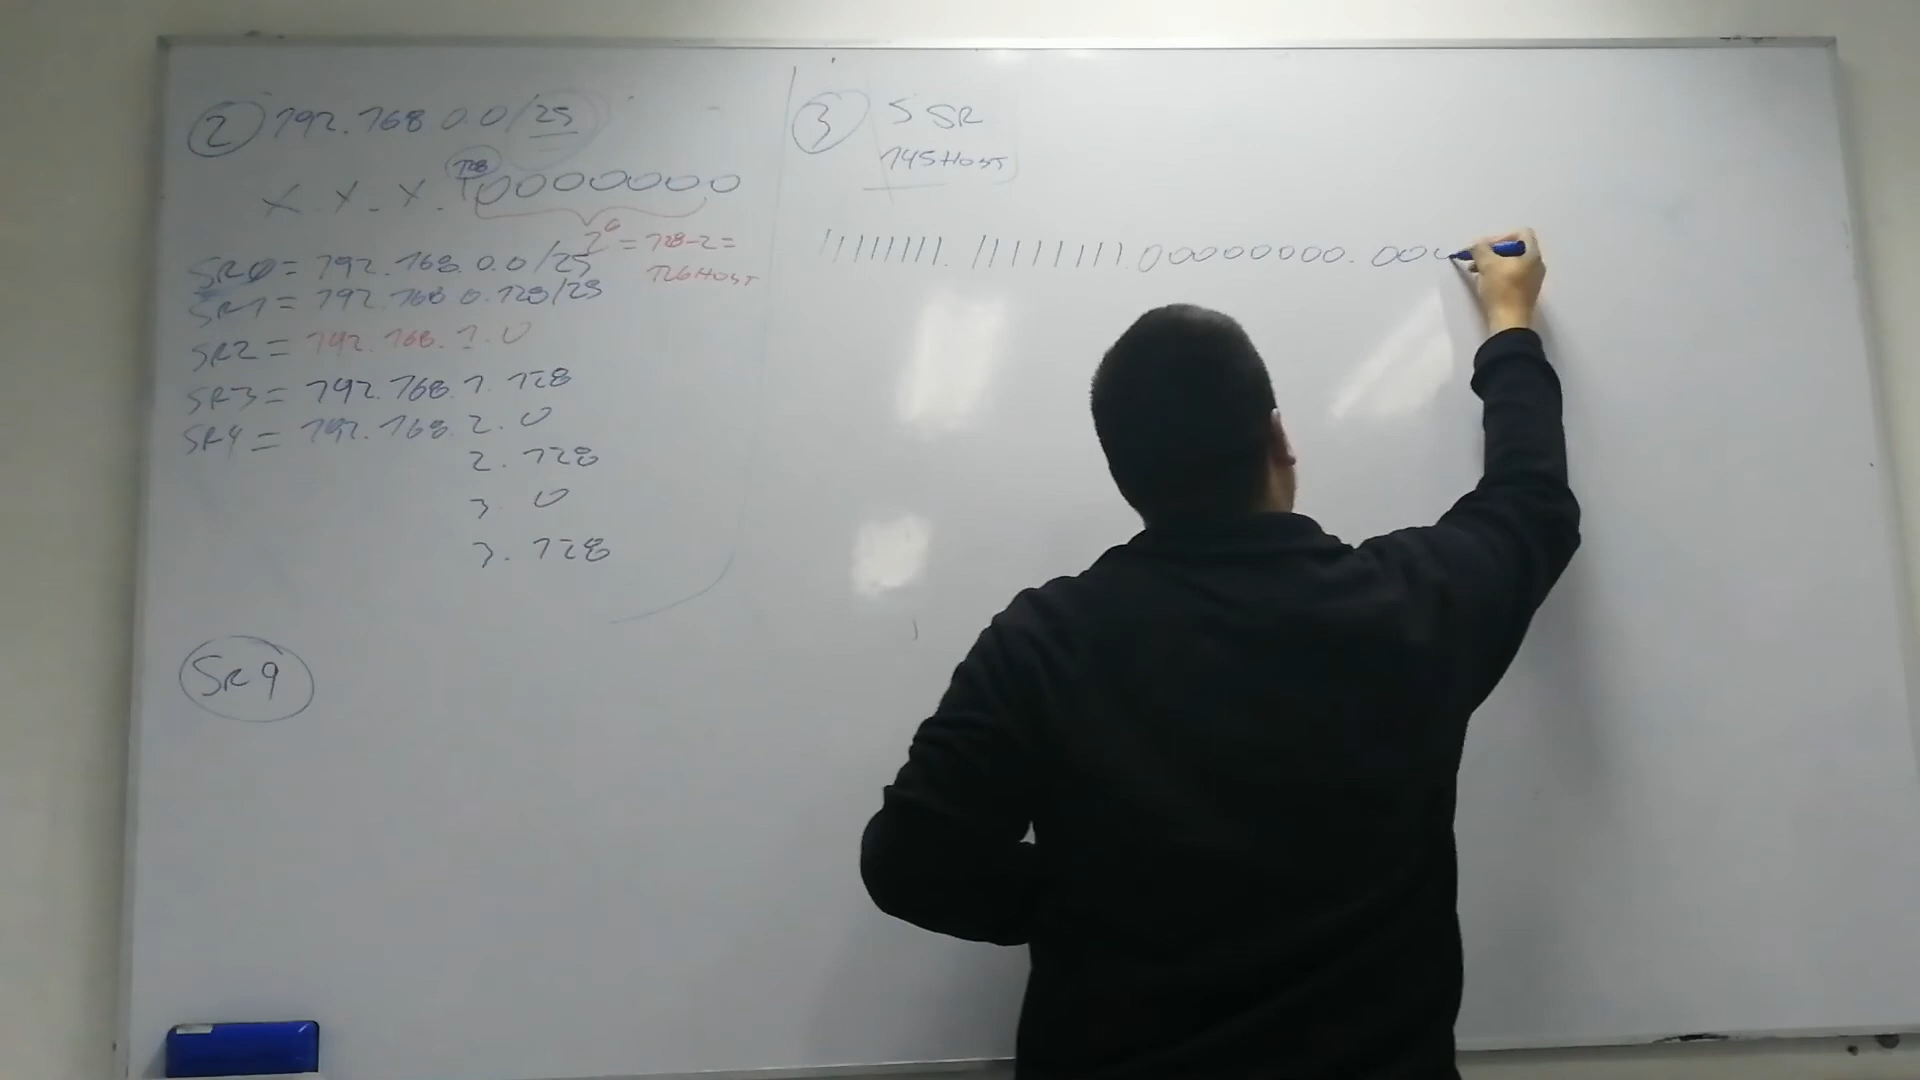 ② 192.168.0.0/25
128
X . X . X . 10000000
2⁰ = 128-2 =
126 HOST
SR0 = 192.168.0.0/25
SR1 = 192.168.0.128/25
SR2 = 192.168.1.0
SR3 = 192.168.1.128
SR4 = 192.168.2.0
2.128
3.0
3.128
SR 9
③ 5 SR
145 HOST
11111111.11111111.00000000.000